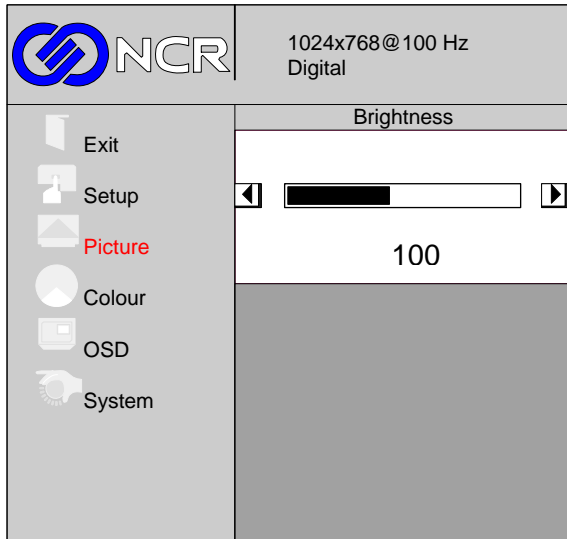 NCR
1024x768@100 Hz
Digital
Brightness
Exit
Setup
Picture
100
Colour
OSD
System